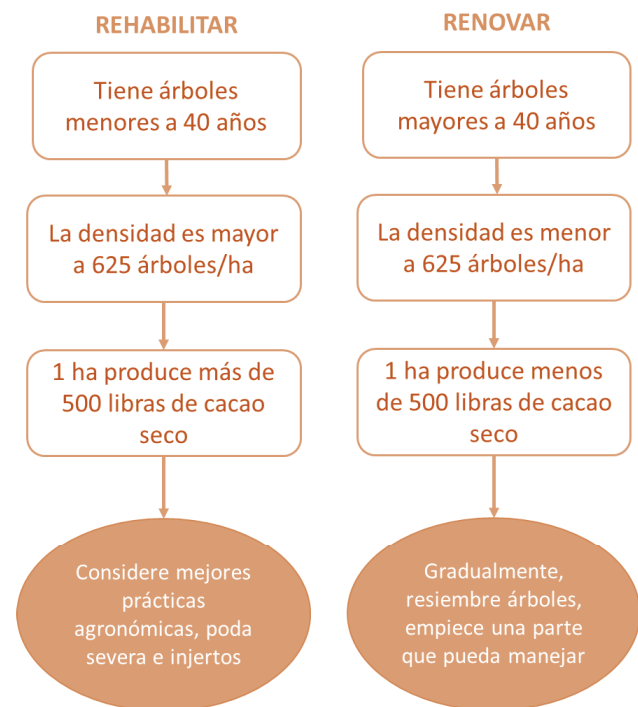 REHABILITAR
Tiene árboles
menores a 40 años
La densidad es mayor
a 625 árboles/ha
1 ha produce más de
500 libras de cacao
seco
Considere mejores
prácticas
agronómicas, poda
severa e injertos
RENOVAR
Tiene árboles
mayores a 40 años
La densidad es menor
a 625 árboles/ha
1 ha produce menos
de 500 libras de cacao
seco
Gradualmente,
resiembre árboles,
empiece una parte
que pueda manejar